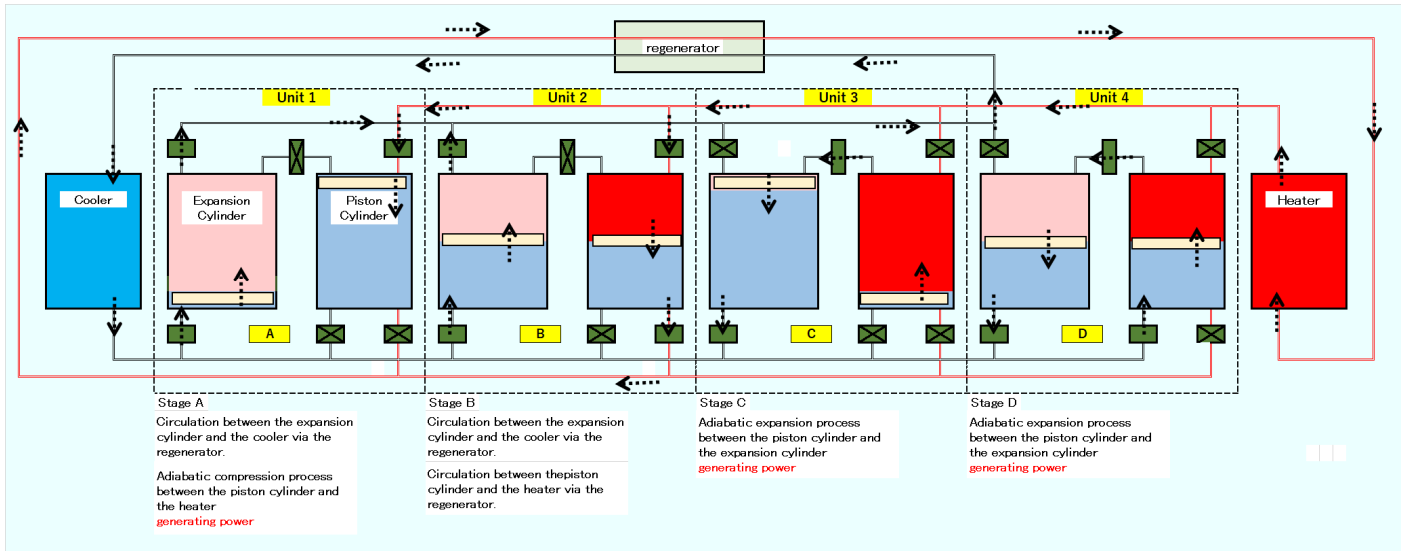 regenerator
Unit 1
Unit 2
Unit 3
Unit 4
Cooler
Expansion
Cylinder
Piston
Cylinder
Heater
A
B
C
D
Stage A
Circulation between the expansion
cylinder and the cooler via the
regenerator.
Adiabatic compression process
between the piston cylinder and
the heater
generating power
Stage B
Circulation between the expansion
cylinder and the cooler via the
regenerator.
Circulation between thepiston
cylinder and the heater via the
regenerator.
Stage C
Adiabatic expansion process
between the piston cylinder and
the expansion cylinder
generating power
Stage D
Adiabatic expansion process
between the piston cylinder and
the expansion cylinder
generating power